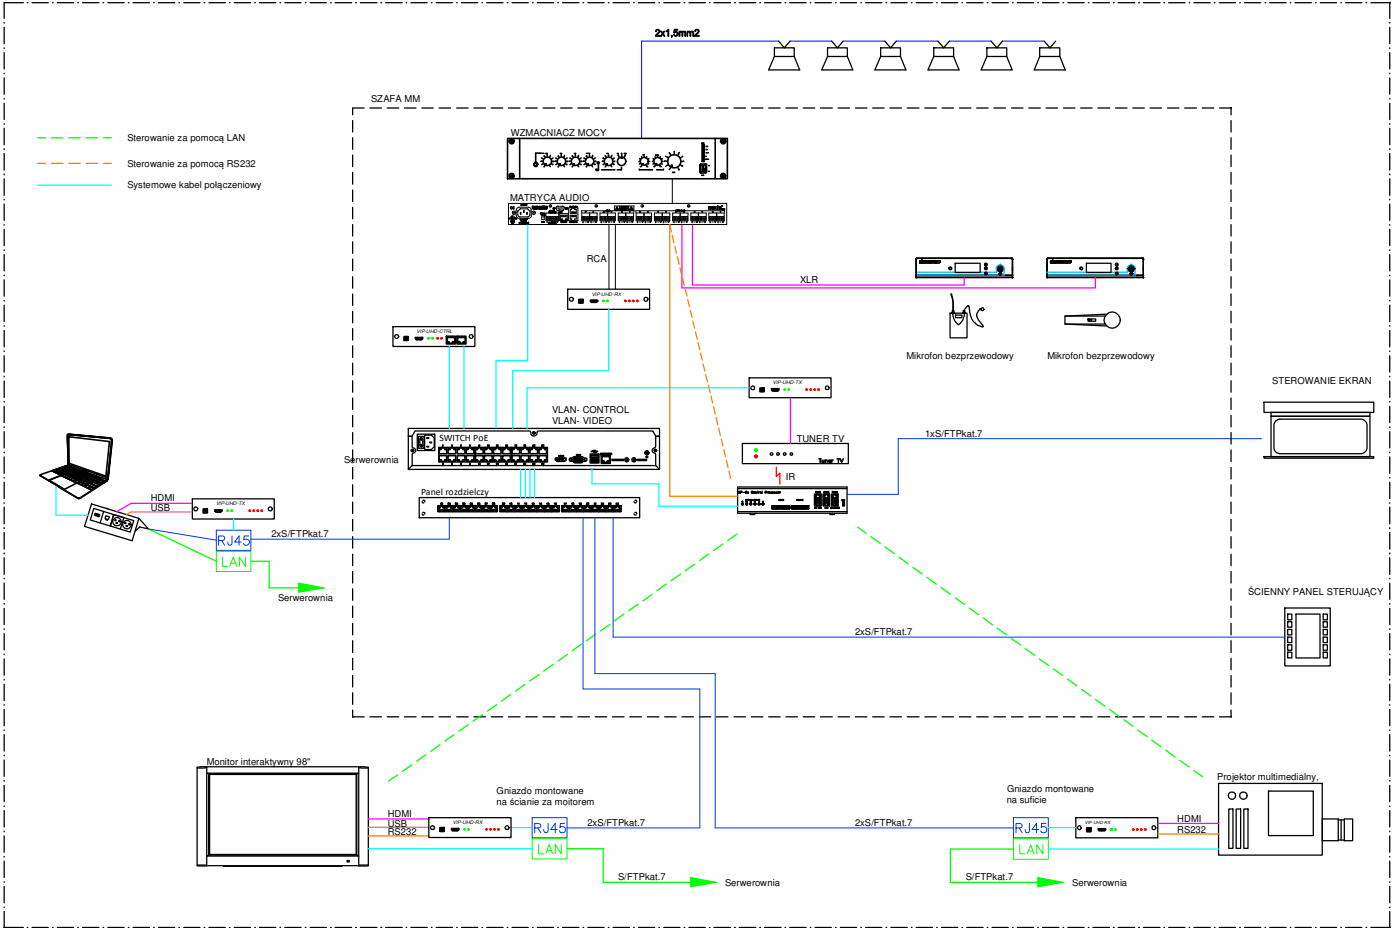 2x1,5mm2
SZAFA MM
Sterowanie za pomocą LAN
Sterowanie za pomocą RS232
Systemowe kabel połączeniowy
WZMACNIACZ MOCY
MATRYCA AUDIO
RCA
XLR
VIP-UHD-RX
VIP-UHD-CTRL
Mikrofon bezprzewodowy
Mikrofon bezprzewodowy
VIP-UHD-TX
STEROWANIE EKRAN
VLAN- CONTROL
VLAN- VIDEO
SWITCH PoE
Serwerownia
TUNER TV
Tuner TV
1xS/FTPkat.7
IR
Panel rozdzielczy
HDMI
USB
VIP-UHD-TX
RJ45
2xS/FTPkat.7
LAN
Serwerownia
ŚCIENNY PANEL STERUJĄCY
2xS/FTPkat.7
Monitor interaktywny 98"
Gniazdo montowane
na ścianie za moitorem
HDMI
USB
RS232
VIP-UHD-RX
RJ45
2xS/FTPkat.7
LAN
S/FTPkat.7
Serwerownia
Projektor multimedialny,
Gniazdo montowane
na suficie
2xS/FTPkat.7
RJ45
VIP-UHD-RX
HDMI
RS232
LAN
S/FTPkat.7
Serwerownia